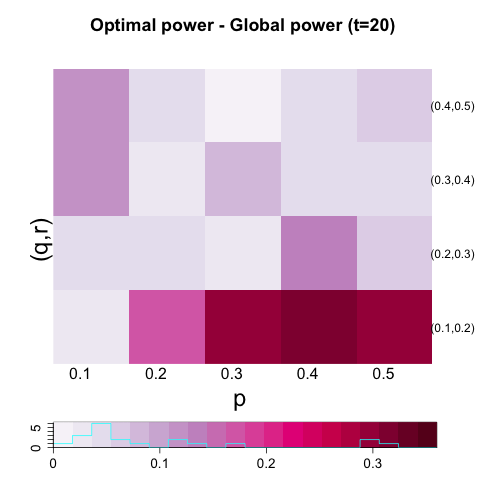 Optimal power - Global power (t=20)
(0.4,0.5)
(0.3,0.4)
(q,r)
(0.2,0.3)
(0.1,0.2)
0.1 0.2 0.3 0.4 0.5
p
5
0
0 0.1 0.2 0.3